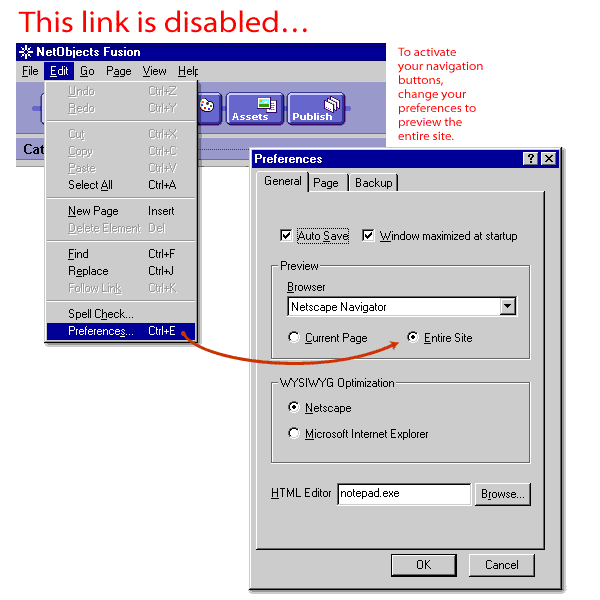 This link is disabled...
NetObjects Fusion
File Edit Go Page View Help
To activate
your navigation
buttons,
change your
preferences to
preview the
entire site.
Undo Ctrl+Z
Redo Ctrl+Y
Cut Ctrl+X
Copy Ctrl+C
Paste Ctrl+V
Select All Ctrl+A
New Page Insert
Delete Element Del
Find Ctrl+F
Replace Ctrl+J
Follow Link Ctrl+K
Spell Check...
Preferences... Ctrl+E
Assets
Publish
Cat
Preferences
General Page Backup
Auto Save Window maximized at startup
Preview
Browser
Netscape Navigator
Current Page Entire Site
WYSIWYG Optimization
Netscape
Microsoft Internet Explorer
HTML Editor notepad.exe Browse...
OK Cancel